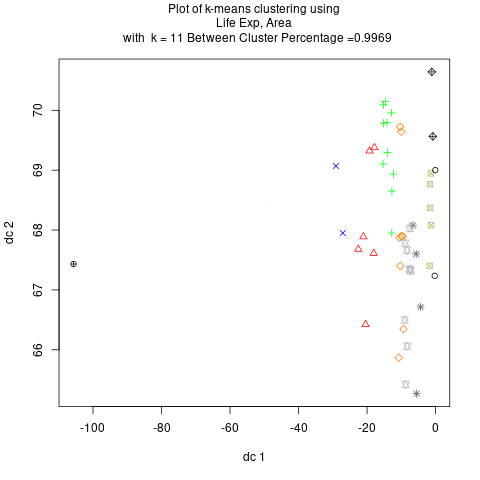 Plot of k-means clustering using
Life Exp, Area
with k = 11 Between Cluster Percentage =0.9969
dc 2
70
69
68
67
66
-100
-80
-60
-40
-20
0
dc 1